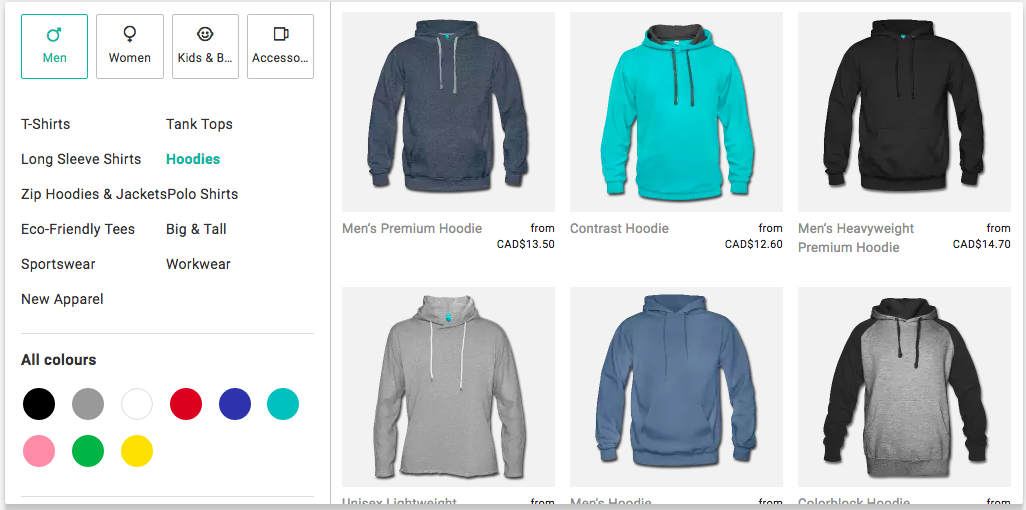 Men
Women
Kids & B...
Accesso...
T-Shirts
Tank Tops
Long Sleeve Shirts
Hoodies
Zip Hoodies & Jackets
Polo Shirts
Eco-Friendly Tees
Big & Tall
Sportswear
Workwear
New Apparel
All colours
Men's Premium Hoodie
from
CAD$13.50
Contrast Hoodie
from
CAD$12.60
Men's Heavyweight
Premium Hoodie
from
CAD$14.70
Unisex Lightweight
from
Men's Hoodie
from
Colorblock Hoodie
from